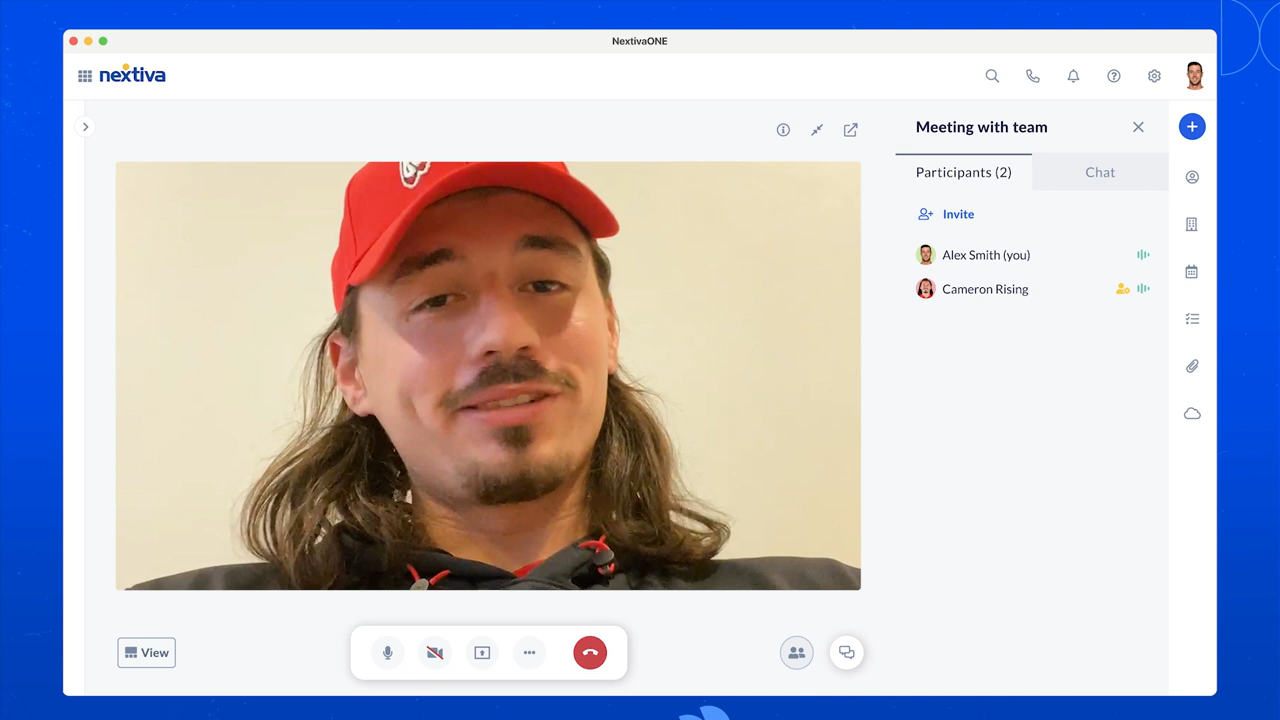 NextivaONE
nextiva
Meeting with team
Participants (2)
Chat
Invite
Alex Smith (you)
Cameron Rising
View